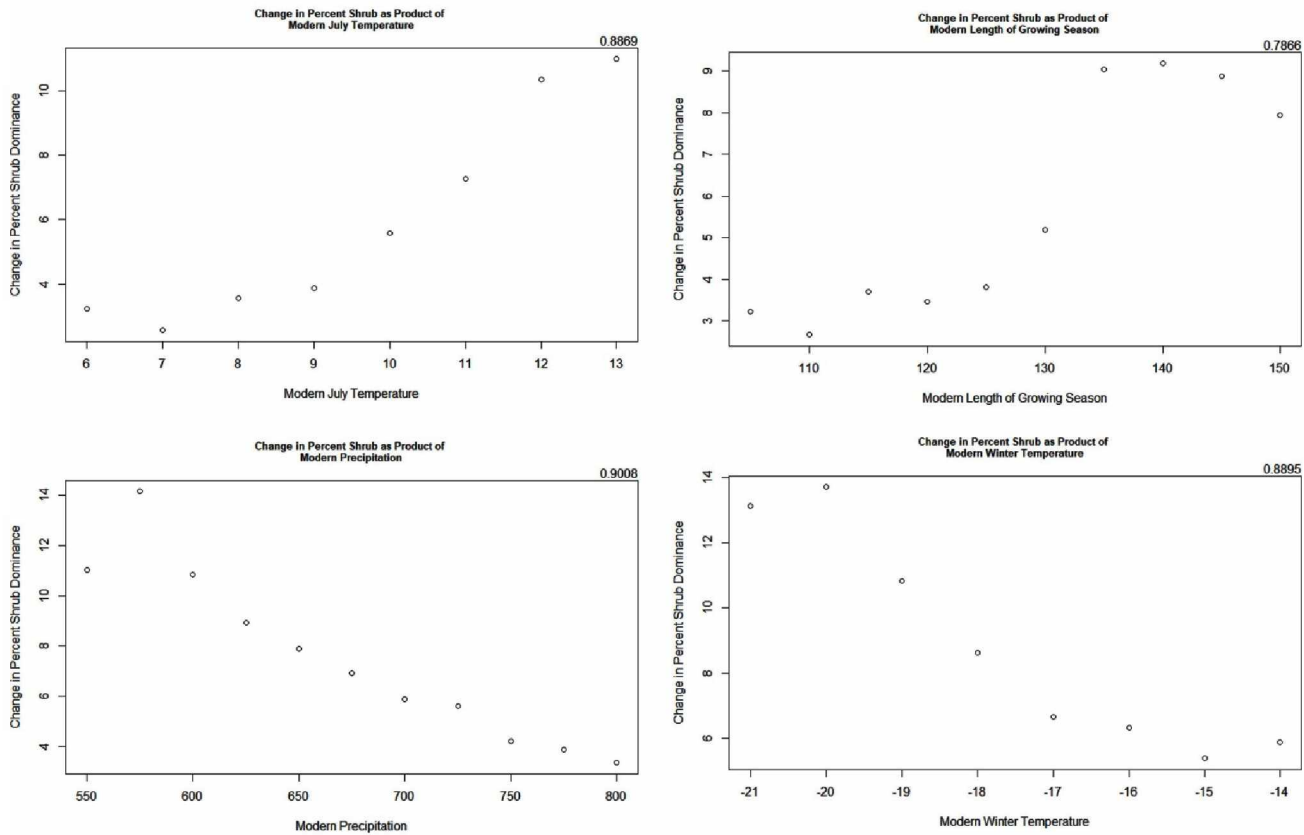 Change in Percent Shrub as Product of
Modern July Temperature
0.8869
Change in Percent Shrub Dominance
10
8
6
4
6 7 8 9 10 11 12 13
Modern July Temperature
Change in Percent Shrub as Product of
Modern Length of Growing Season
0.7866
Change in Percent Shrub Dominance
9
8
7
6
5
4
3
110 120 130 140 150
Modern Length of Growing Season
Change in Percent Shrub as Product of
Modern Precipitation
0.9008
Change in Percent Shrub Dominance
14
12
10
8
6
4
550 600 650 700 750 800
Modern Precipitation
Change in Percent Shrub as Product of
Modern Winter Temperature
0.8895
Change in Percent Shrub Dominance
14
12
10
8
6
-21 -20 -19 -18 -17 -16 -15 -14
Modern Winter Temperature